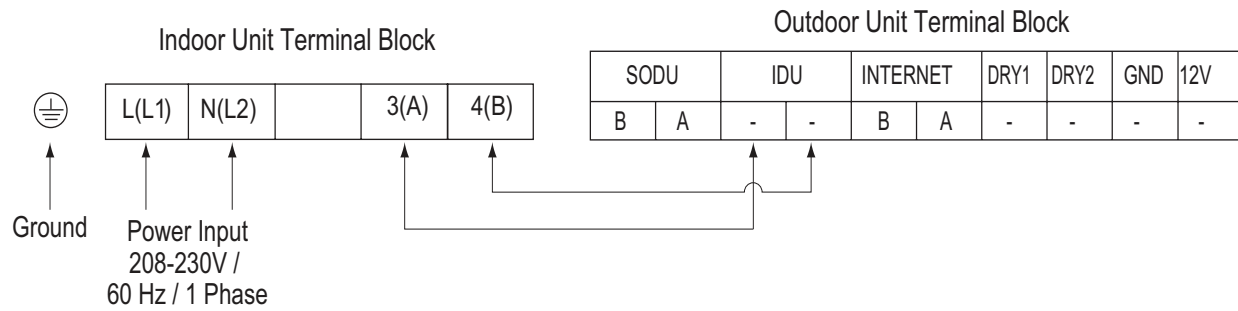 Indoor Unit Terminal Block
L(L1) N(L2) 3(A) 4(B)
Ground
Power Input
208-230V /
60 Hz / 1 Phase
Outdoor Unit Terminal Block
SODU IDU INTERNET DRY1 DRY2 GND 12V
B A - - B A - - - -